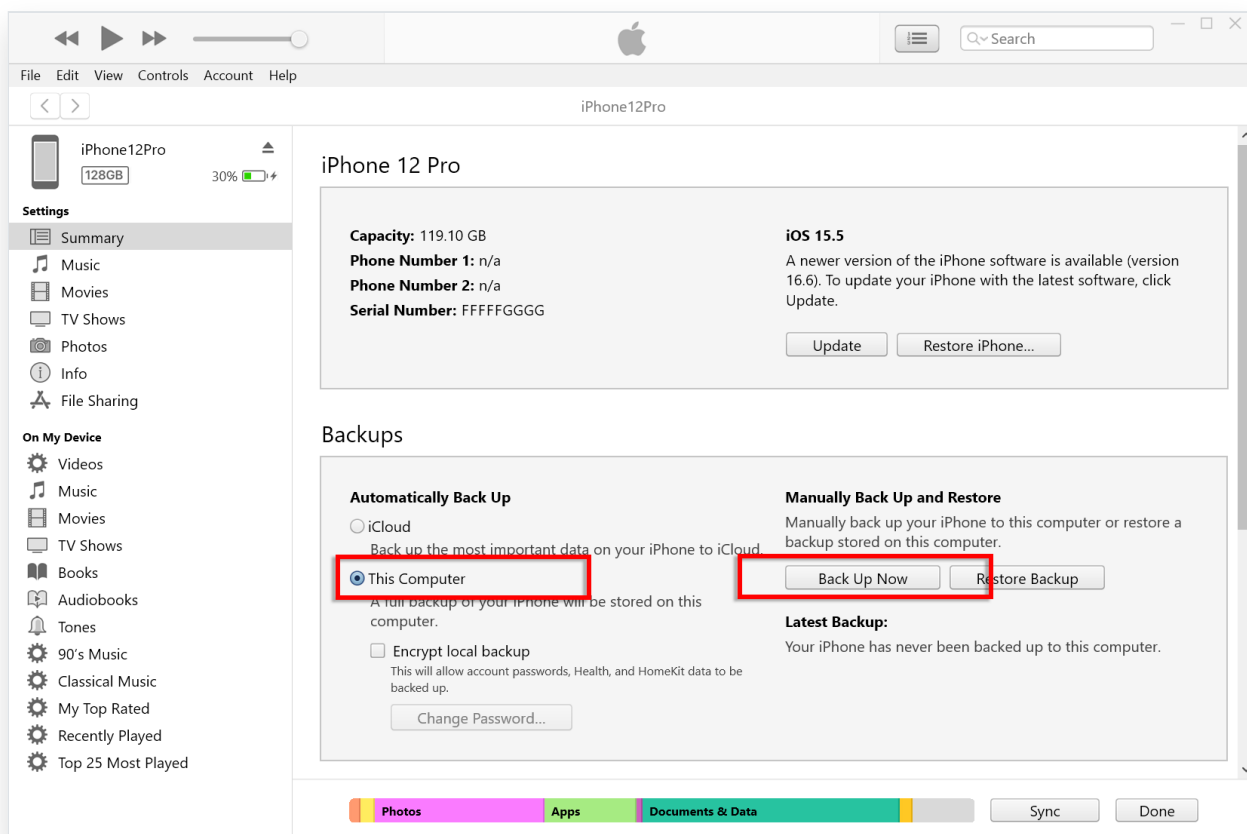 Search
File Edit View Controls Account Help
iPhone12Pro
iPhone12Pro
128GB
30%
Settings
Summary
Music
Movies
TV Shows
Photos
Info
File Sharing
On My Device
Videos
Music
Movies
TV Shows
Books
Audiobooks
Tones
90's Music
Classical Music
My Top Rated
Recently Played
Top 25 Most Played
iPhone 12 Pro
Capacity: 119.10 GB
Phone Number 1: n/a
Phone Number 2: n/a
Serial Number: FFFFFGGGG
iOS 15.5
A newer version of the iPhone software is available (version
16.6). To update your iPhone with the latest software, click
Update.
Update Restore iPhone...
Backups
Automatically Back Up
iCloud
Back up the most important data on your iPhone to iCloud.
This Computer
A full backup of your iPhone will be stored on this
computer.
Encrypt local backup
This will allow account passwords, Health, and HomeKit data to be
backed up.
Change Password...
Manually Back Up and Restore
Manually back up your iPhone to this computer or restore a
backup stored on this computer.
Back Up Now Restore Backup
Latest Backup:
Your iPhone has never been backed up to this computer.
Photos Apps Documents & Data Sync Done